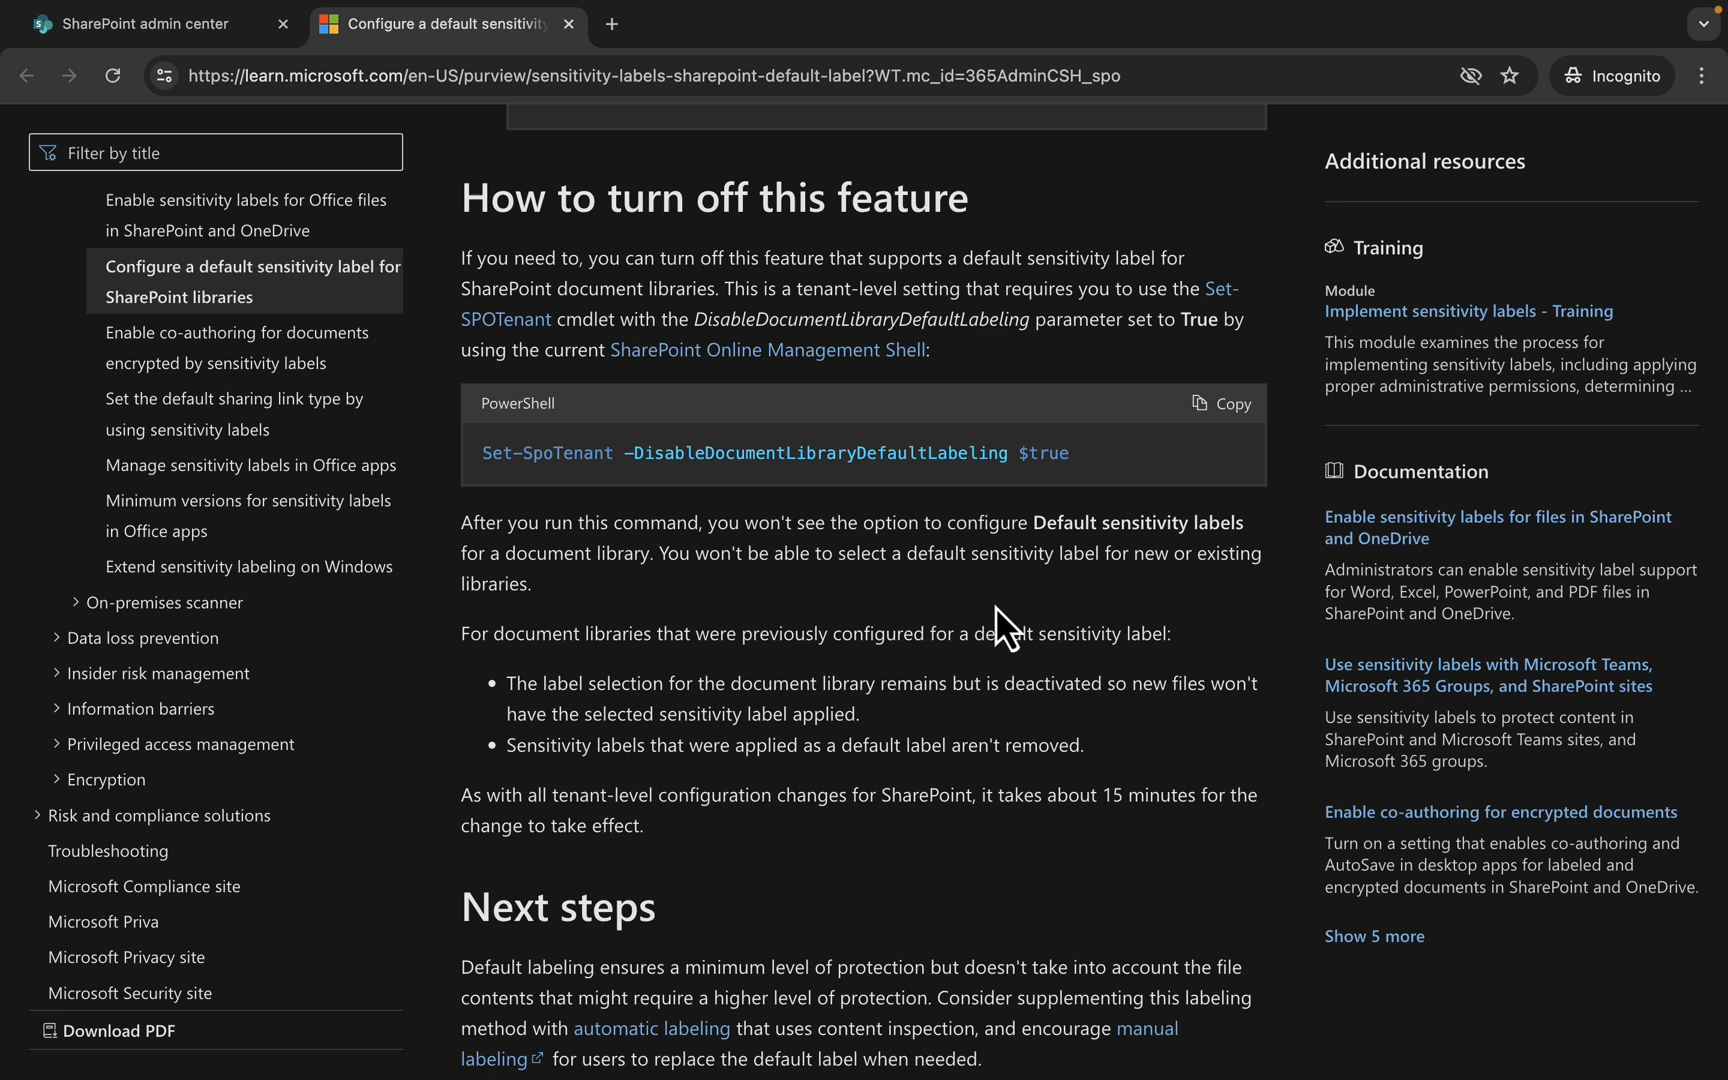 SharePoint admin center
Configure a default sensitivity
https://learn.microsoft.com/en-US/purview/sensitivity-labels-sharepoint-default-label?WT.mc_id=365AdminCSH_spo
Incognito
Filter by title
Enable sensitivity labels for Office files
in SharePoint and OneDrive
Configure a default sensitivity label for
SharePoint libraries
Enable co-authoring for documents
encrypted by sensitivity labels
Set the default sharing link type by
using sensitivity labels
Manage sensitivity labels in Office apps
Minimum versions for sensitivity labels
in Office apps
Extend sensitivity labeling on Windows
On-premises scanner
Data loss prevention
Insider risk management
Information barriers
Privileged access management
Encryption
Risk and compliance solutions
Troubleshooting
Microsoft Compliance site
Microsoft Priva
Microsoft Privacy site
Microsoft Security site
Download PDF
How to turn off this feature
If you need to, you can turn off this feature that supports a default sensitivity label for
SharePoint document libraries. This is a tenant-level setting that requires you to use the Set-
SPOTenant cmdlet with the DisableDocumentLibraryDefaultLabeling parameter set to True by
using the current SharePoint Online Management Shell:
PowerShell
Copy
Set-SpoTenant -DisableDocumentLibraryDefaultLabeling $true
After you run this command, you won't see the option to configure Default sensitivity labels
for a document library. You won't be able to select a default sensitivity label for new or existing
libraries.
For document libraries that were previously configured for a default sensitivity label:
• The label selection for the document library remains but is deactivated so new files won't
have the selected sensitivity label applied.
• Sensitivity labels that were applied as a default label aren't removed.
As with all tenant-level configuration changes for SharePoint, it takes about 15 minutes for the
change to take effect.
Next steps
Default labeling ensures a minimum level of protection but doesn't take into account the file
contents that might require a higher level of protection. Consider supplementing this labeling
method with automatic labeling that uses content inspection, and encourage manual
labeling for users to replace the default label when needed.
Additional resources
Training
Module
Implement sensitivity labels - Training
This module examines the process for
implementing sensitivity labels, including applying
proper administrative permissions, determining ...
Documentation
Enable sensitivity labels for files in SharePoint
and OneDrive
Administrators can enable sensitivity label support
for Word, Excel, PowerPoint, and PDF files in
SharePoint and OneDrive.
Use sensitivity labels with Microsoft Teams,
Microsoft 365 Groups, and SharePoint sites
Use sensitivity labels to protect content in
SharePoint and Microsoft Teams sites, and
Microsoft 365 groups.
Enable co-authoring for encrypted documents
Turn on a setting that enables co-authoring and
AutoSave in desktop apps for labeled and
encrypted documents in SharePoint and OneDrive.
Show 5 more